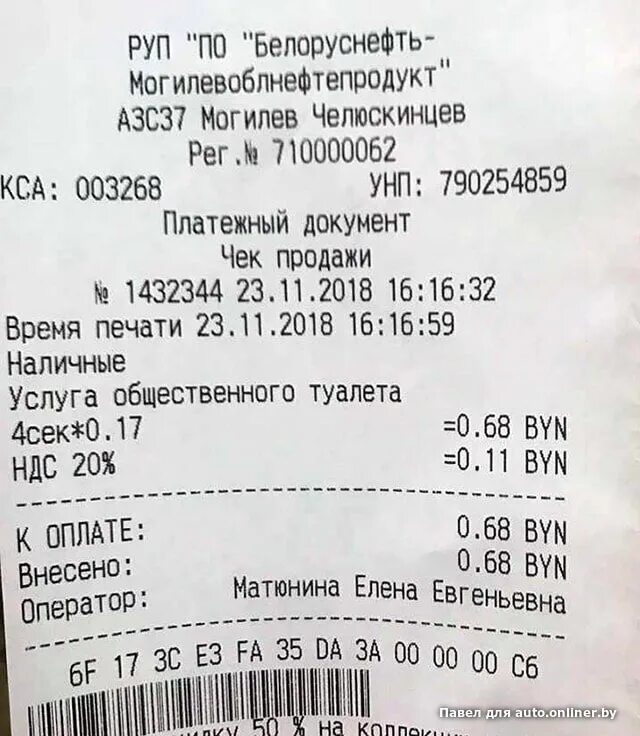 РУП "ПО "Белоруснефть-
Могилевоблнефтепродукт"
АЗС37 Могилев Челюскинцев
Рег.№ 710000062
КСА: 003268 УНП: 790254859
Платежный документ
Чек продажи
№ 1432344 23.11.2018 16:16:32
Время печати 23.11.2018 16:16:59
Наличные
Услуга общественного туалета
4сек*0.17 =0.68 BYN
НДС 20% =0.11 BYN
К ОПЛАТЕ: 0.68 BYN
Внесено: 0.68 BYN
Оператор: Матюнина Елена Евгеньевна
6F 17 3C E3 FA 35 DA 3A 00 00 00 C6
50 % на
Павел для auto.onliner.by